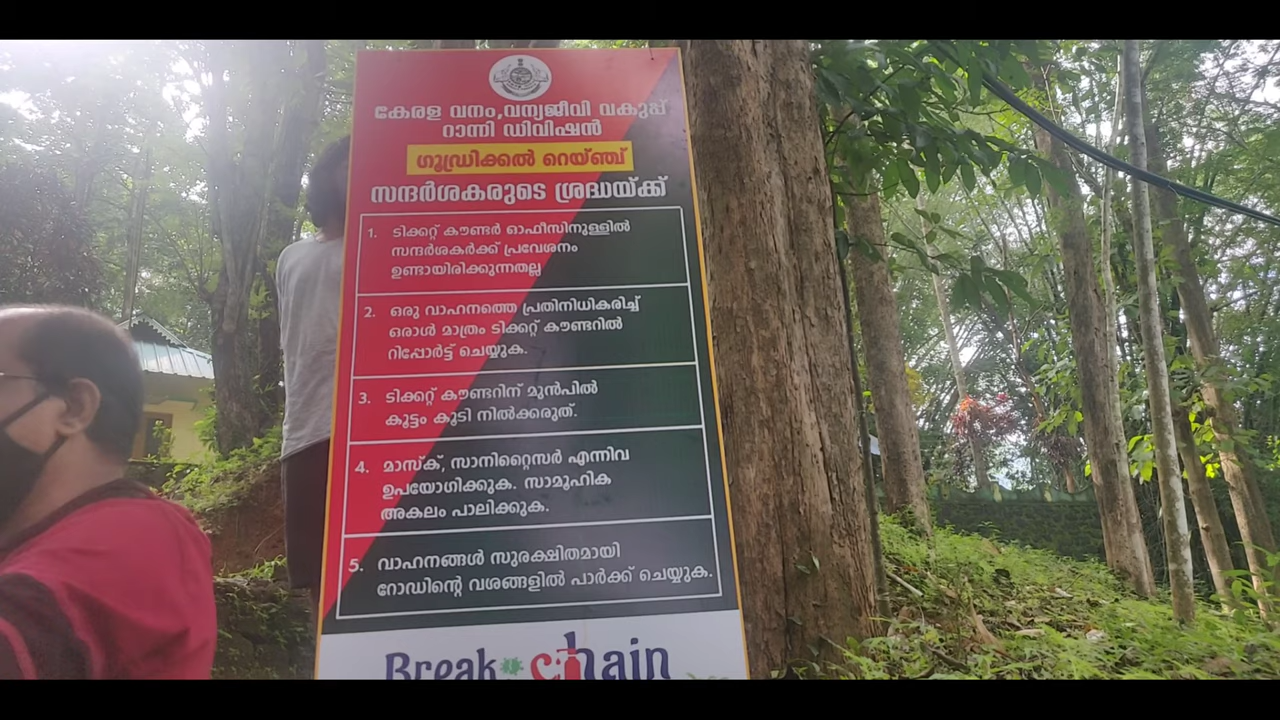 കേരള വനം,വന്യജീവി വകുപ്പ്
റാന്നി ഡിവിഷൻ
ഗൂഡ്രിക്കൽ റെയ്ഞ്ച്
സന്ദർശകരുടെ ശ്രദ്ധയ്ക്ക്
1. ടിക്കറ്റ് കൗണ്ടർ ഓഫീസിനുള്ളിൽ
സന്ദർശകർക്ക് പ്രവേശനം
ഉണ്ടായിരിക്കുന്നതല്ല
2. ഒരു വാഹനത്തെ പ്രതിനിധികരിച്ച്
ഒരാൾ മാത്രം ടിക്കറ്റ് കൗണ്ടറിൽ
റിപ്പോർട്ട് ചെയ്യുക.
3. ടിക്കറ്റ് കൗണ്ടറിന് മുൻപിൽ
കൂട്ടം കൂടി നിൽക്കരുത്.
4. മാസ്ക്, സാനിറ്റൈസർ എന്നിവ
ഉപയോഗിക്കുക. സാമൂഹിക
അകലം പാലിക്കുക.
5. വാഹനങ്ങൾ സുരക്ഷിതമായി
റോഡിന്റെ വശങ്ങളിൽ പാർക്ക് ചെയ്യുക.
Break chain